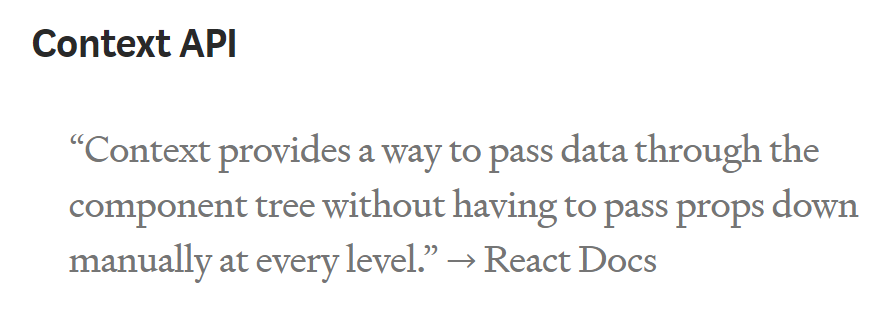 Context API
“Context provides a way to pass data through the
component tree without having to pass props down
manually at every level.” → React Docs